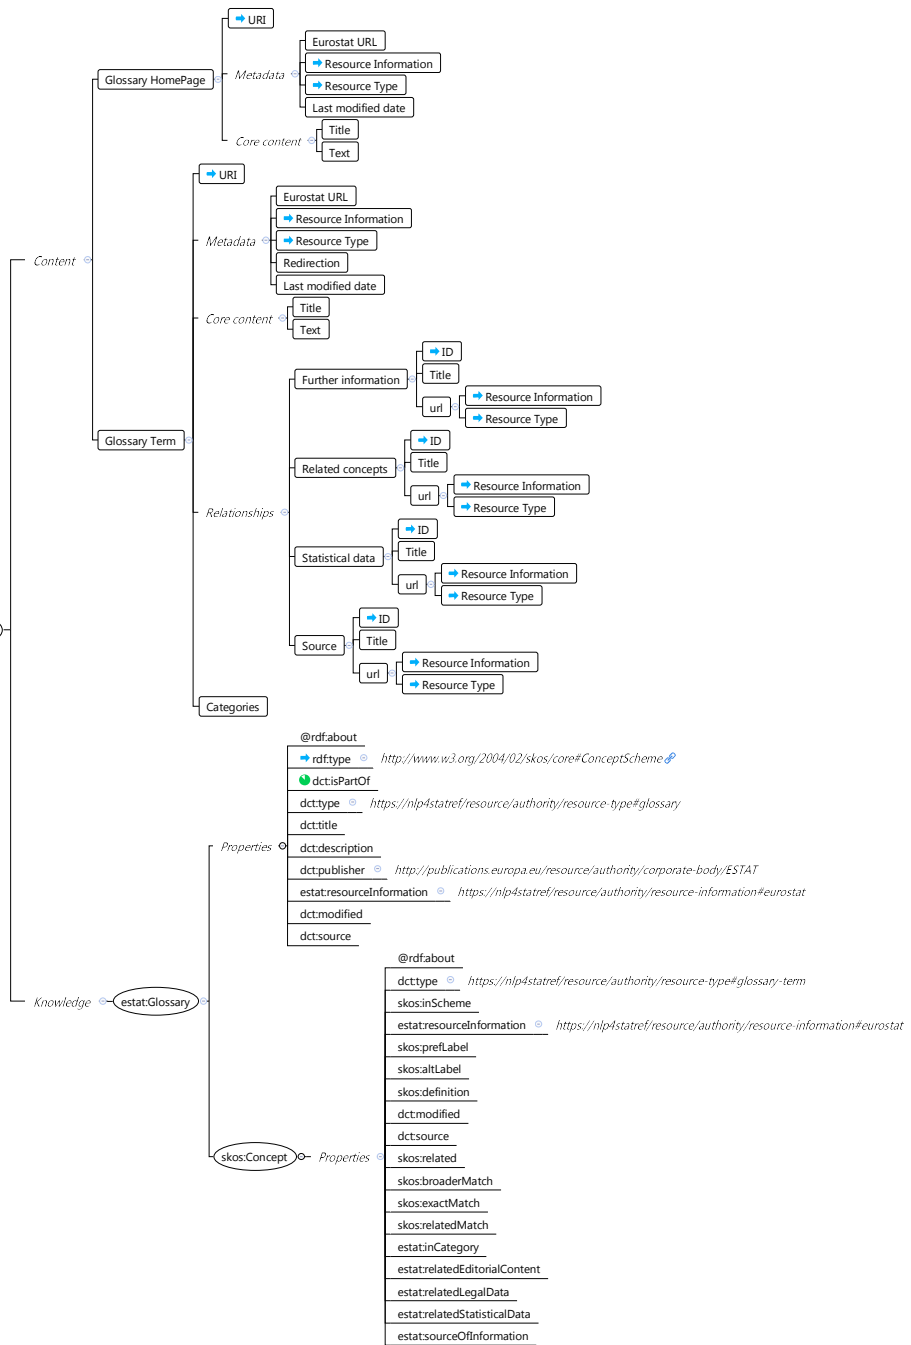 URI
Eurostat URL
Resource Information
Metadata
Glossary HomePage
Resource Type
Last modified date
Title
Core content
Text
URI
Eurostat URL
Resource Information
Metadata
Resource Type
Redirection
Content
Last modified date
Title
Core content
Text
ID
Further information
Title
url
Resource Information
Resource Type
Glossary Term
ID
Related concepts
Title
url
Resource Information
Resource Type
Relationships
ID
Statistical data
Title
url
Resource Information
Resource Type
ID
Source
Title
url
Resource Information
Resource Type
Categories
@rdf:about
rdf:type http://www.w3.org/2004/02/skos/core#ConceptScheme
dct:isPartOf
dct:type https://nlp4statref/resource/authority/resource-type#glossary
dct:title
Properties
dct:description
dct:publisher http://publications.europa.eu/resource/authority/corporate-body/ESTAT
estat:resourceInformation https://nlp4statref/resource/authority/resource-information#eurostat
dct:modified
dct:source
@rdf:about
dct:type https://nlp4statref/resource/authority/resource-type#glossary-term
Knowledge
estat:Glossary
skos:inScheme
estat:resourceInformation https://nlp4statref/resource/authority/resource-information#eurostat
skos:prefLabel
skos:altLabel
skos:definition
dct:modified
dct:source
skos:Concept
Properties
skos:related
skos:broaderMatch
skos:exactMatch
skos:relatedMatch
estat:inCategory
estat:relatedEditorialContent
estat:relatedLegalData
estat:relatedStatisticalData
estat:sourceOfInformation